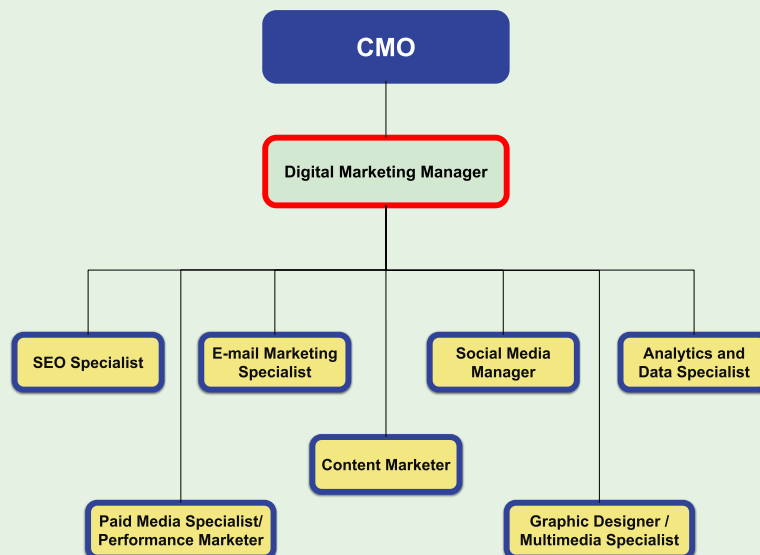 CMO
Digital Marketing Manager
SEO Specialist
E-mail Marketing
Specialist
Social Media
Manager
Analytics and
Data Specialist
Content Marketer
Paid Media Specialist/
Performance Marketer
Graphic Designer /
Multimedia Specialist